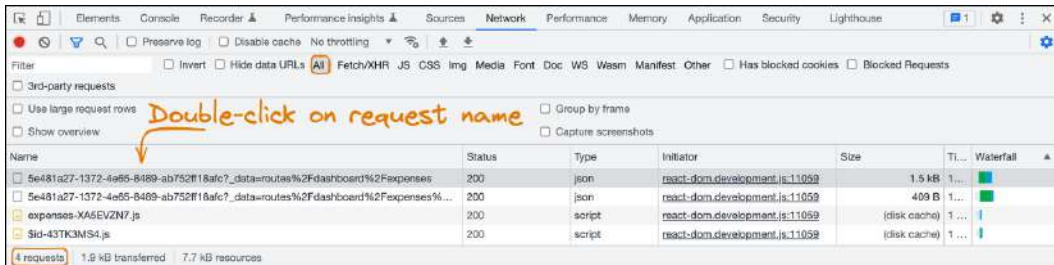 Elements Console Recorder Performance insights Sources Network Performance Memory Application Security Lighthouse 1
Preserve log Disable cache No throttling
Filter Invert Hide data URLs All Fetch/XHR JS CSS Img Media Font Doc WS Wasm Manifest Other Has blocked cookies Blocked Requests
3rd-party requests
Use large request rows Group by frame
Double-click on request name
Show overview Capture screenshots
Name Status Type Initiator Size Ti... Waterfall
5e481a27-1372-4e65-8489-ab752ff18afc?_data=routes%2Fdashboard%2Fexpenses 200 json react-dom.development.js:11059 1.5 kB 1...
5e481a27-1372-4e65-8489-ab752ff18afc?_data=routes%2Fdashboard%2Fexpenses%... 200 json react-dom.development.js:11059 409 B 1...
expenses-XA5EVZN7.js 200 script react-dom.development.js:11059 (disk cache) 1...
$id-43TK3MS4.js 200 script react-dom.development.js:11059 (disk cache) 1...
4 requests 1.9 kB transferred 7.7 kB resources